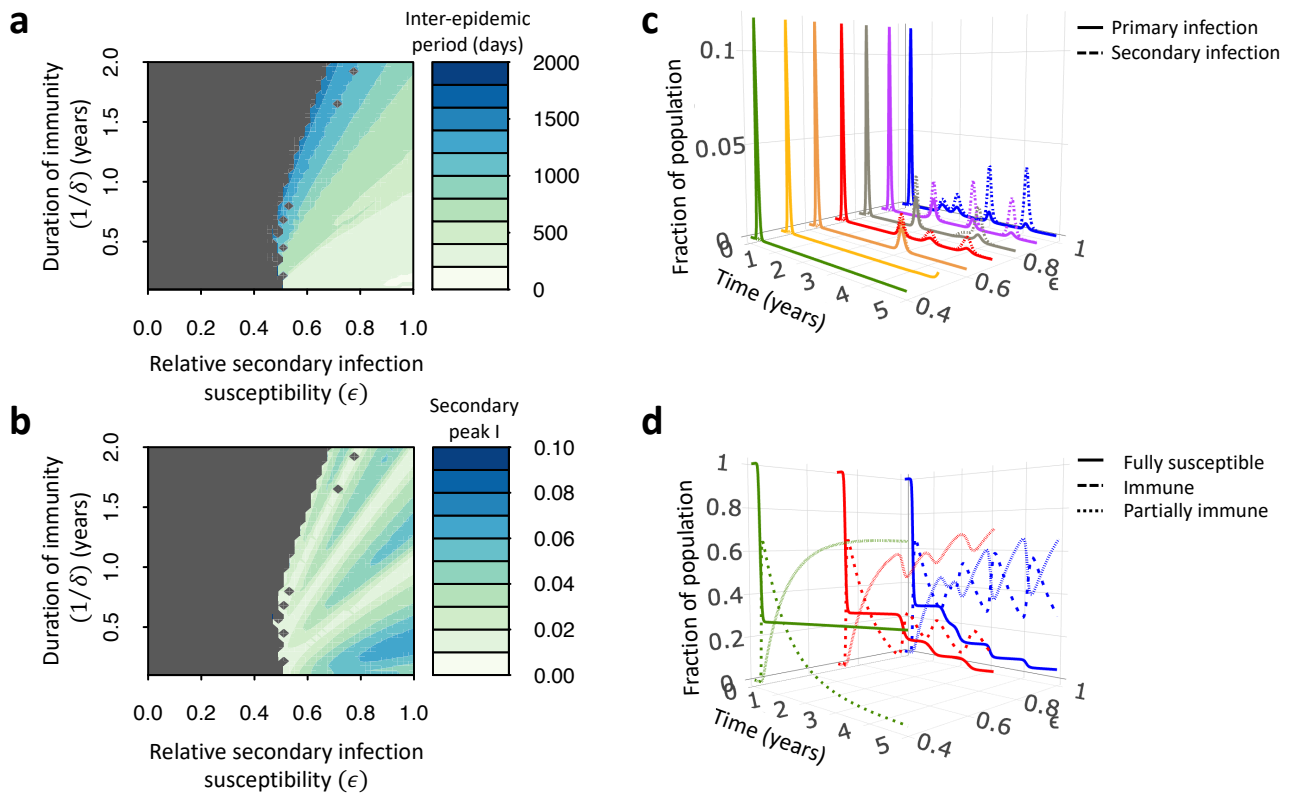 a
Inter-epidemic
period (days)
Duration of immunity
(1/δ) (years)
2.0
1.5
1.0
0.5
2000
1500
1000
500
0
0.0 0.2 0.4 0.6 0.8 1.0
Relative secondary infection
susceptibility (ϵ)
b
Secondary
peak I
Duration of immunity
(1/δ) (years)
2.0
1.5
1.0
0.5
0.10
0.08
0.06
0.04
0.02
0.00
0.0 0.2 0.4 0.6 0.8 1.0
Relative secondary infection
susceptibility (ϵ)
c
Primary infection
Secondary infection
Fraction of population
0.1
0.05
0
0 1 2 3 4 5
Time (years)
0.4 0.6 0.8 1
ϵ
d
Fully susceptible
Immune
Partially immune
Fraction of population
1
0.8
0.6
0.4
0.2
0
0 1 2 3 4 5
Time (years)
0.4 0.6 0.8 1
ϵ